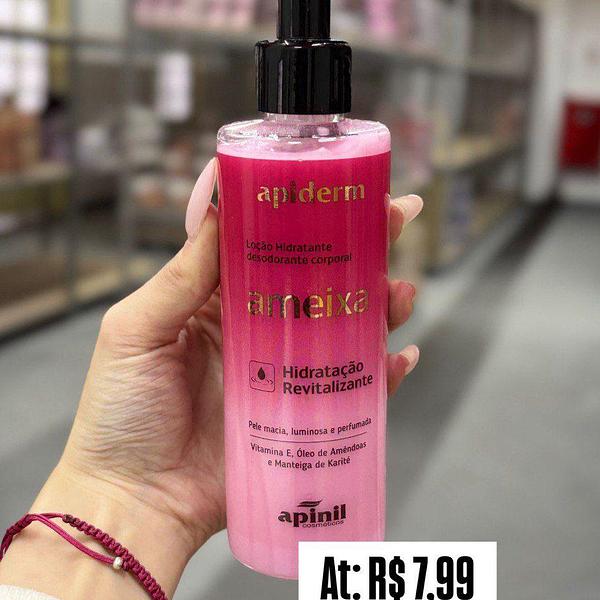 apiderm
Loção Hidratante
desodorante corporal
ameixa
Hidratação
Revitalizante
Pele macia, luminosa e perfumada
Vitamina E, Óleo de Amêndoas
e Manteiga de Karité
apinil
cosméticos
At: R$ 7,99